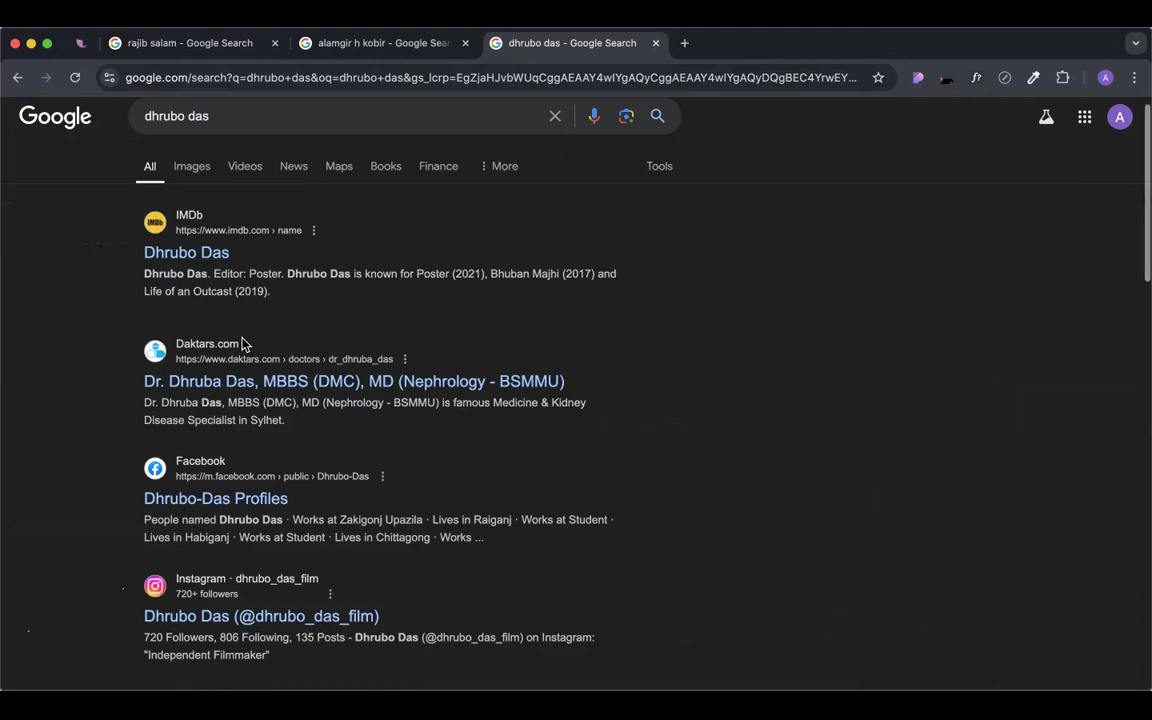 rajib salam - Google Search
alamgir h kobir - Google Sear
dhrubo das - Google Search
google.com/search?q=dhrubo+das&oq=dhrubo+das&gs_lcrp=EgZjaHJvbWUqCggAEAAY4wIYgAQyCggAEAAY4wIYgAQyDQgBEC4YrwEY...
f?
A
Google
dhrubo das
A
All
Images
Videos
News
Maps
Books
Finance
More
Tools
IMDb
IMDb
https://www.imdb.com › name
Dhrubo Das
Dhrubo Das. Editor: Poster. Dhrubo Das is known for Poster (2021), Bhuban Majhi (2017) and
Life of an Outcast (2019).
Daktars.com
https://www.daktars.com › doctors › dr_dhruba_das
Dr. Dhruba Das, MBBS (DMC), MD (Nephrology - BSMMU)
Dr. Dhruba Das, MBBS (DMC), MD (Nephrology - BSMMU) is famous Medicine & Kidney
Disease Specialist in Sylhet.
Facebook
https://m.facebook.com › public › Dhrubo-Das
Dhrubo-Das Profiles
People named Dhrubo Das · Works at Zakigonj Upazila · Lives in Raiganj · Works at Student ·
Lives in Habiganj · Works at Student · Lives in Chittagong · Works ...
Instagram · dhrubo_das_film
720+ followers
Dhrubo Das (@dhrubo_das_film)
720 Followers, 806 Following, 135 Posts - Dhrubo Das (@dhrubo_das_film) on Instagram:
"Independent Filmmaker"